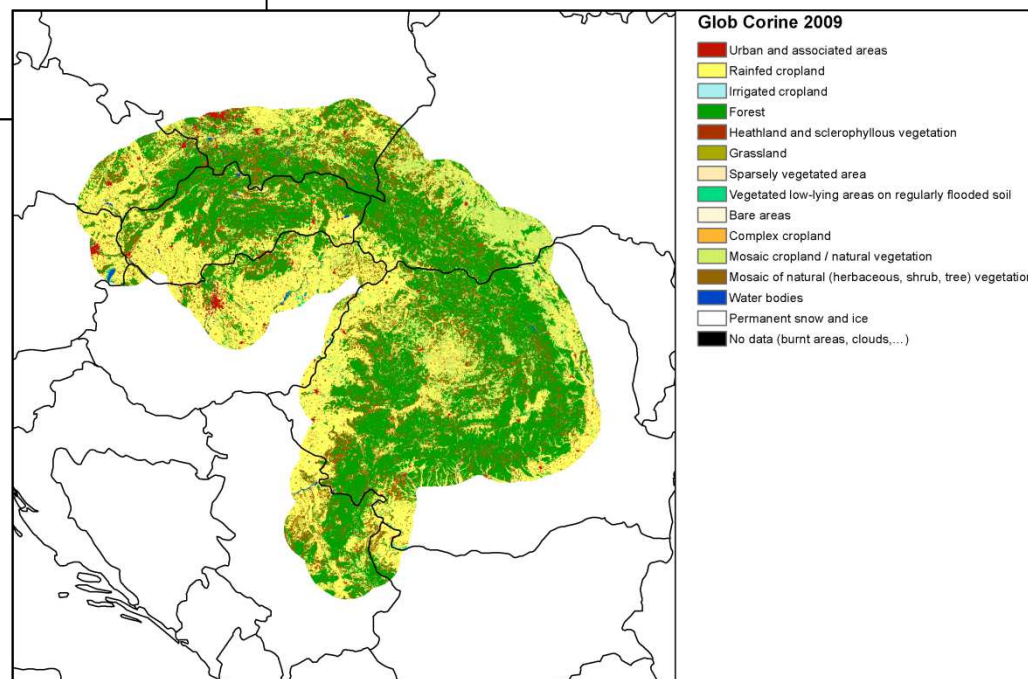 Glob Corine 2009
Urban and associated areas
Rainfed cropland
Irrigated cropland
Forest
Heathland and sclerophyllous vegetation
Grassland
Sparsely vegetated area
Vegetated low-lying areas on regularly flooded soil
Bare areas
Complex cropland
Mosaic cropland / natural vegetation
Mosaic of natural (herbaceous, shrub, tree) vegetation
Water bodies
Permanent snow and ice
No data (burnt areas, clouds,...)